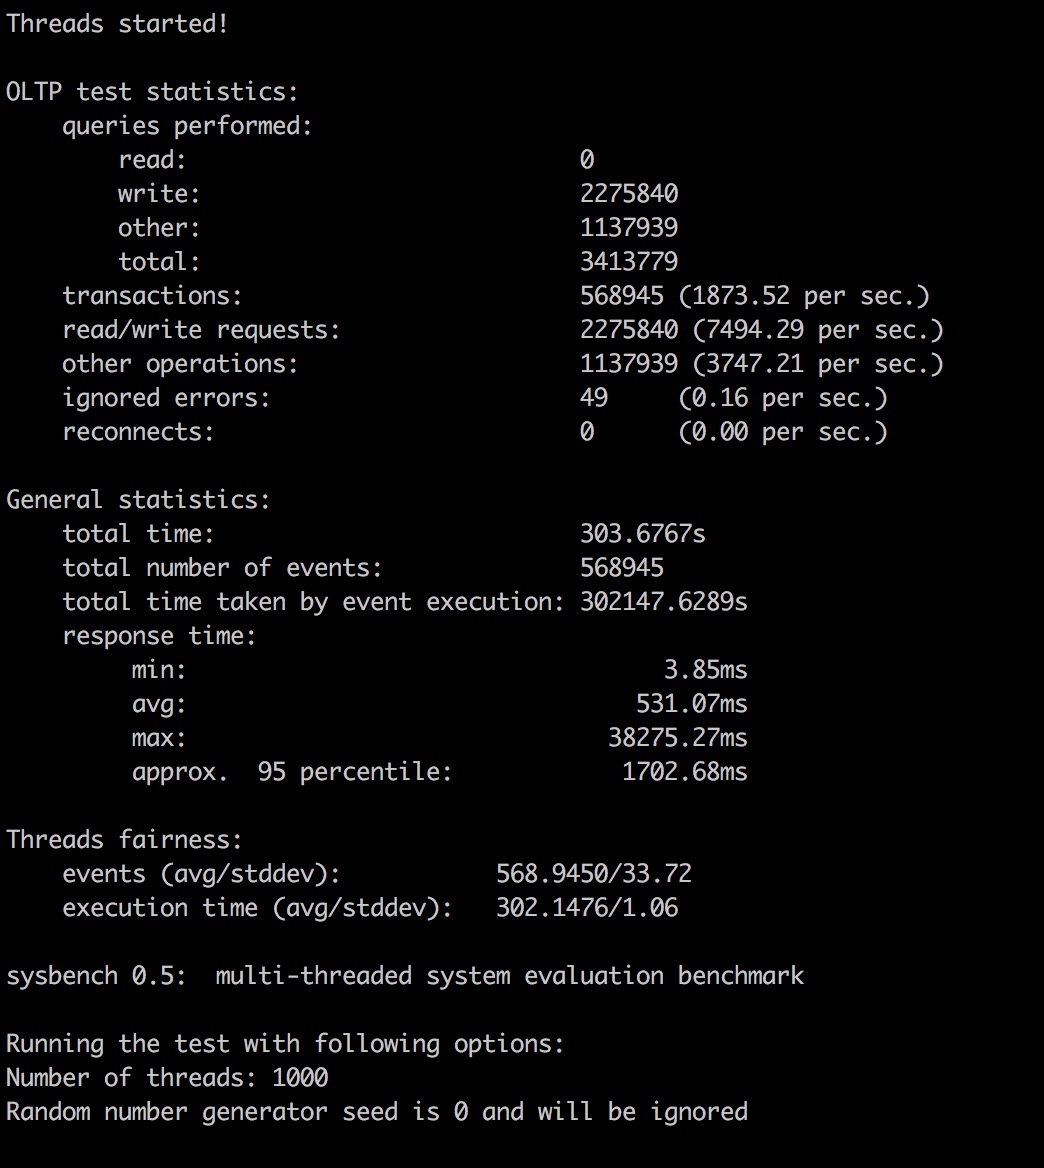 Threads started!
OLTP test statistics:
queries performed:
read: 0
write: 2275840
other: 1137939
total: 3413779
transactions: 568945 (1873.52 per sec.)
read/write requests: 2275840 (7494.29 per sec.)
other operations: 1137939 (3747.21 per sec.)
ignored errors: 49 (0.16 per sec.)
reconnects: 0 (0.00 per sec.)
General statistics:
total time: 303.6767s
total number of events: 568945
total time taken by event execution: 302147.6289s
response time:
min: 3.85ms
avg: 531.07ms
max: 38275.27ms
approx. 95 percentile: 1702.68ms
Threads fairness:
events (avg/stddev): 568.9450/33.72
execution time (avg/stddev): 302.1476/1.06
sysbench 0.5: multi-threaded system evaluation benchmark
Running the test with following options:
Number of threads: 1000
Random number generator seed is 0 and will be ignored